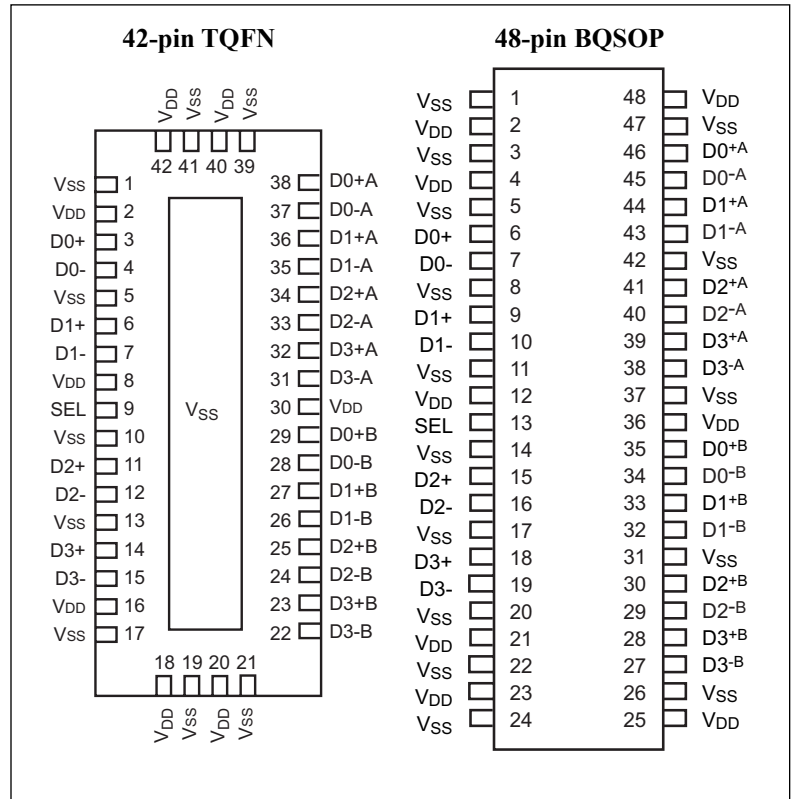 42-pin TQFN
48-pin BQSOP
VDD VSS VDD VSS
42 41 40 39
VSS 1
VDD 2
D0+ 3
D0- 4
VSS 5
D1+ 6
D1- 7
VDD 8
SEL 9
VSS 10
D2+ 11
D2- 12
VSS 13
D3+ 14
D3- 15
VDD 16
VSS 17
VSS
38 D0+A
37 D0-A
36 D1+A
35 D1-A
34 D2+A
33 D2-A
32 D3+A
31 D3-A
30 VDD
29 D0+B
28 D0-B
27 D1+B
26 D1-B
25 D2+B
24 D2-B
23 D3+B
22 D3-B
18 19 20 21
VDD VSS VDD VSS
VSS 1 48 VDD
VDD 2 47 VSS
VSS 3 46 D0+A
VDD 4 45 D0-A
VSS 5 44 D1+A
D0+ 6 43 D1-A
D0- 7 42 VSS
VSS 8 41 D2+A
D1+ 9 40 D2-A
D1- 10 39 D3+A
VSS 11 38 D3-A
VDD 12 37 VSS
SEL 13 36 VDD
VSS 14 35 D0+B
D2+ 15 34 D0-B
D2- 16 33 D1+B
VSS 17 32 D1-B
D3+ 18 31 VSS
D3- 19 30 D2+B
VSS 20 29 D2-B
VDD 21 28 D3+B
VSS 22 27 D3-B
VDD 23 26 VSS
VSS 24 25 VDD